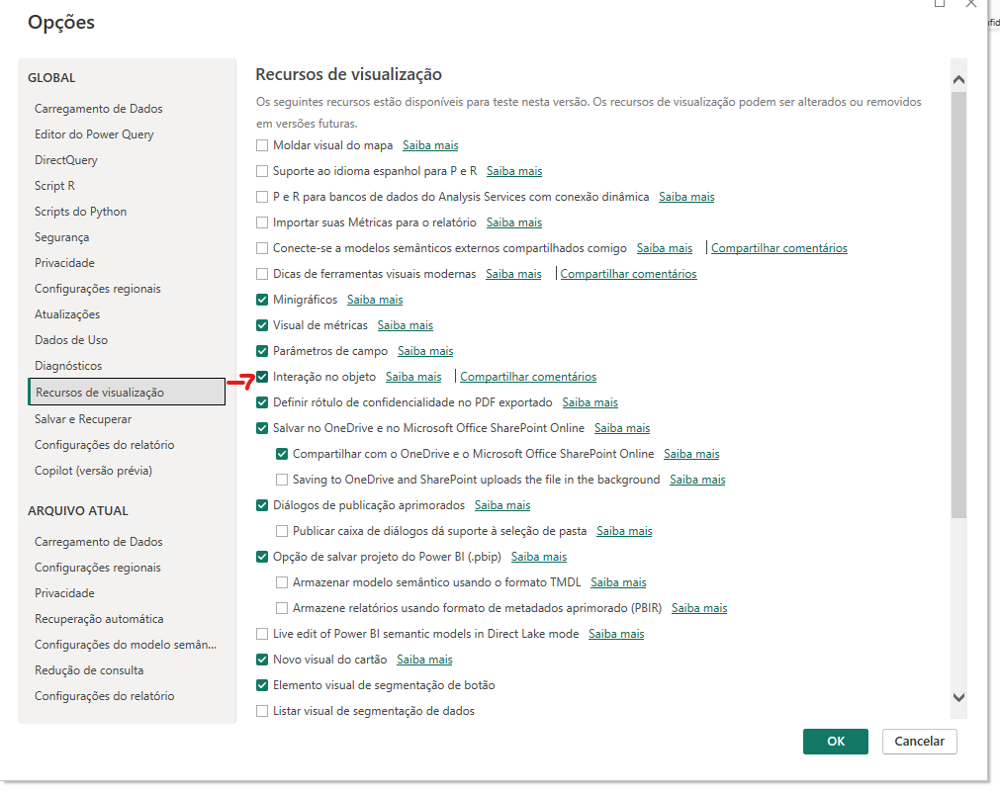 Opções
GLOBAL
Carregamento de Dados
Editor do Power Query
DirectQuery
Script R
Scripts do Python
Segurança
Privacidade
Configurações regionais
Atualizações
Dados de Uso
Diagnósticos
Recursos de visualização
Salvar e Recuperar
Configurações do relatório
Copilot (versão prévia)
ARQUIVO ATUAL
Carregamento de Dados
Configurações regionais
Privacidade
Recuperação automática
Configurações do modelo semân...
Redução de consulta
Configurações do relatório
Recursos de visualização
Os seguintes recursos estão disponíveis para teste nesta versão. Os recursos de visualização podem ser alterados ou removidos
em versões futuras.
Moldar visual do mapa Saiba mais
Suporte ao idioma espanhol para P e R Saiba mais
P e R para bancos de dados do Analysis Services com conexão dinâmica Saiba mais
Importar suas Métricas para o relatório Saiba mais
Conecte-se a modelos semânticos externos compartilhados comigo Saiba mais | Compartilhar comentários
Dicas de ferramentas visuais modernas Saiba mais | Compartilhar comentários
Minigráficos Saiba mais
Visual de métricas Saiba mais
Parâmetros de campo Saiba mais
Interação no objeto Saiba mais | Compartilhar comentários
Definir rótulo de confidencialidade no PDF exportado Saiba mais
Salvar no OneDrive e no Microsoft Office SharePoint Online Saiba mais
Compartilhar com o OneDrive e o Microsoft Office SharePoint Online Saiba mais
Saving to OneDrive and SharePoint uploads the file in the background Saiba mais
Diálogos de publicação aprimorados Saiba mais
Publicar caixa de diálogos dá suporte à seleção de pasta Saiba mais
Opção de salvar projeto do Power BI (.pbip) Saiba mais
Armazenar modelo semântico usando o formato TMDL Saiba mais
Armazene relatórios usando formato de metadados aprimorado (PBIR) Saiba mais
Live edit of Power BI semantic models in Direct Lake mode Saiba mais
Novo visual do cartão Saiba mais
Elemento visual de segmentação de botão
Listar visual de segmentação de dados
OK
Cancelar